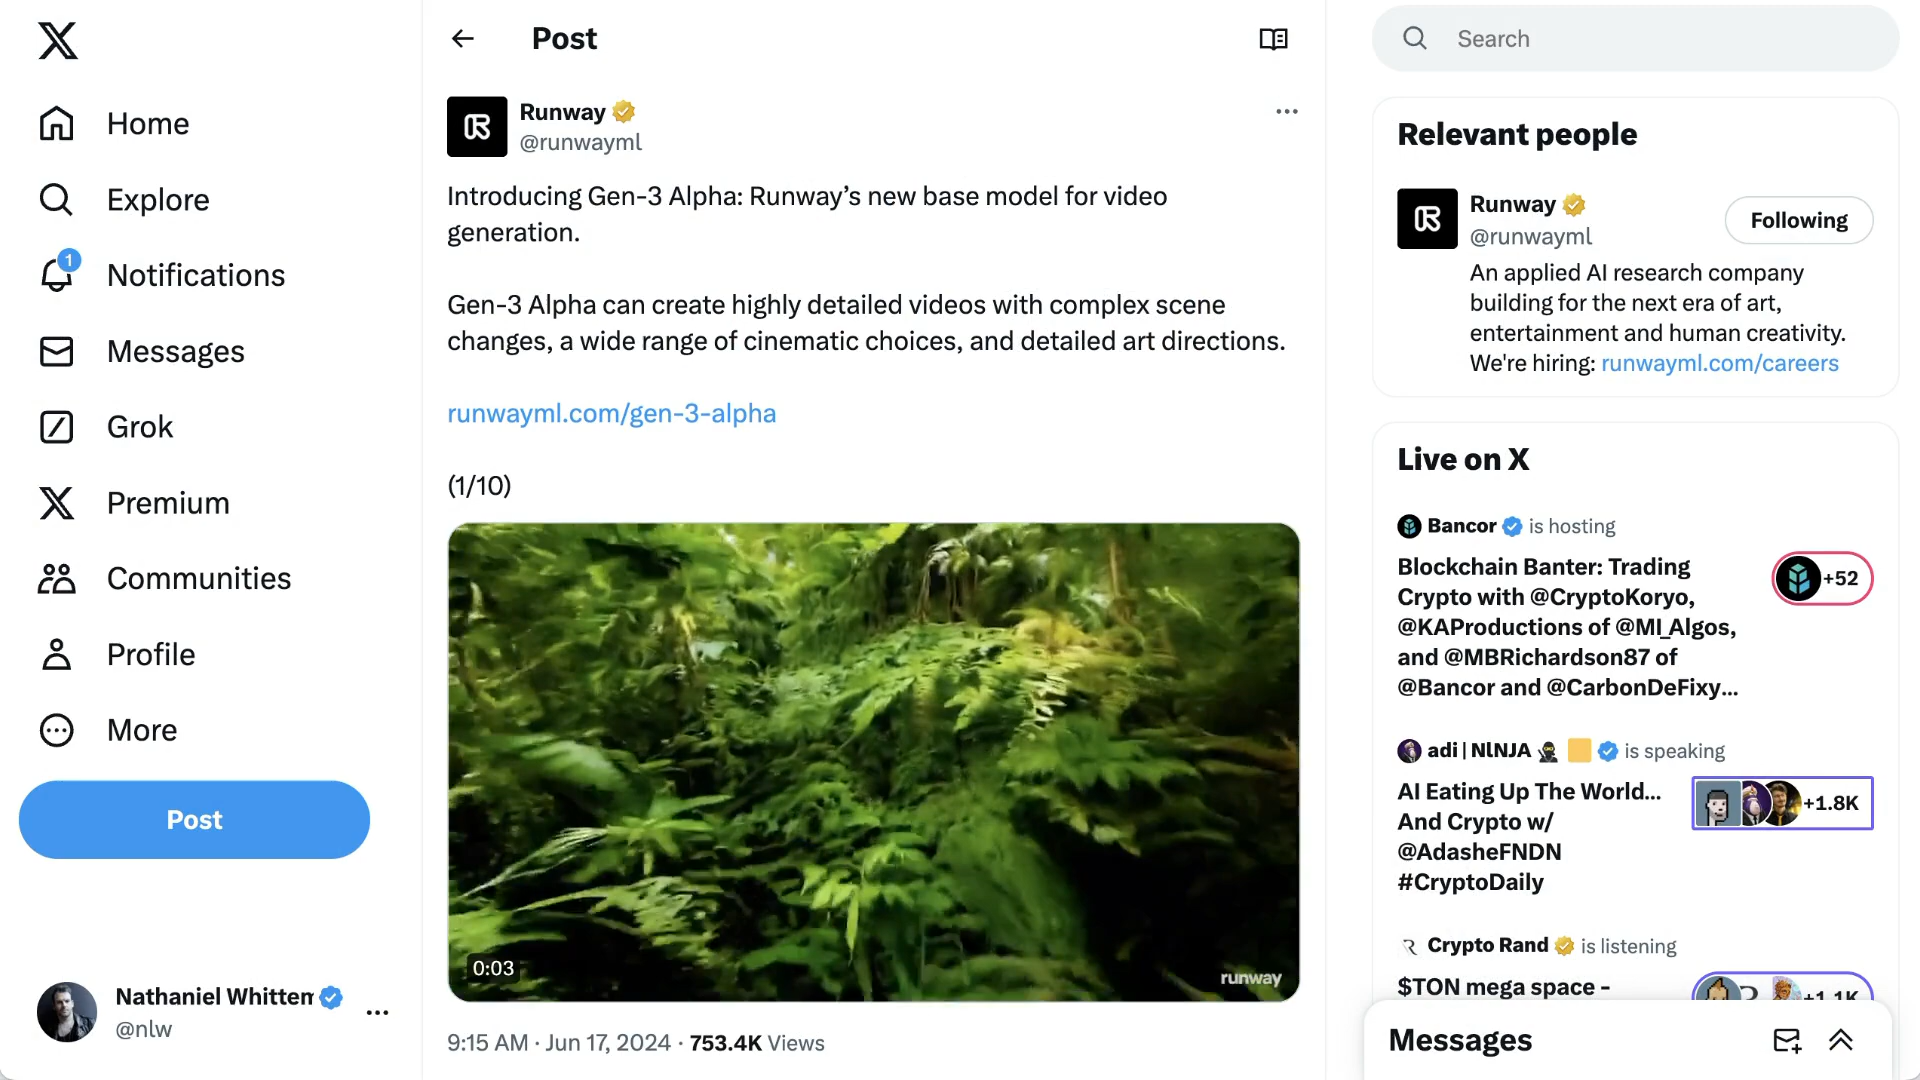 Home
Explore
1
Notifications
Messages
Grok
Premium
Communities
Profile
More
Post
Nathaniel Whittem
@nlw
Post
Runway
@runwayml
Introducing Gen-3 Alpha: Runway’s new base model for video
generation.
Gen-3 Alpha can create highly detailed videos with complex scene
changes, a wide range of cinematic choices, and detailed art directions.
runwayml.com/gen-3-alpha
(1/10)
0:03
runway
9:15 AM · Jun 17, 2024 · 753.4K Views
Search
Relevant people
Runway
@runwayml
Following
An applied AI research company
building for the next era of art,
entertainment and human creativity.
We're hiring: runwayml.com/careers
Live on X
Bancor is hosting
Blockchain Banter: Trading
Crypto with @CryptoKoryo,
@KAProductions of @MI_Algos,
and @MBRichardson87 of
@Bancor and @CarbonDeFixy...
+52
adi | NINJA is speaking
AI Eating Up The World...
And Crypto w/
@AdasheFNDN
#CryptoDaily
+1.8K
Crypto Rand is listening
$TON mega space -
+1.1K
Messages